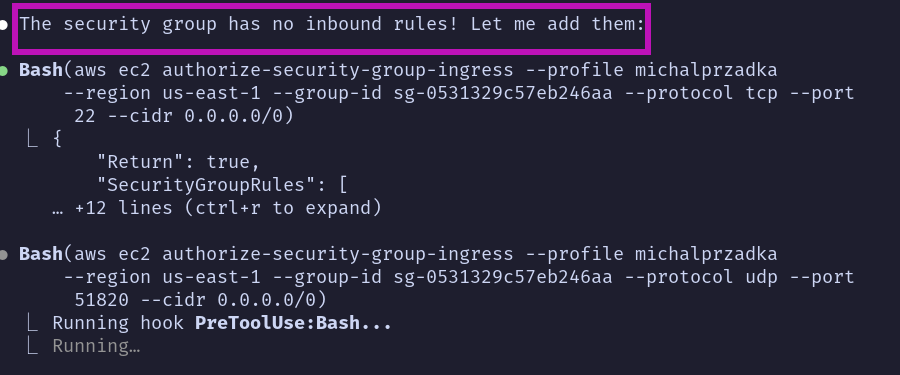 The security group has no inbound rules! Let me add them:
Bash(aws ec2 authorize-security-group-ingress --profile michalprzadka
--region us-east-1 --group-id sg-0531329c57eb246aa --protocol tcp --port
22 --cidr 0.0.0.0/0)
{
"Return": true,
"SecurityGroupRules": [
… +12 lines (ctrl+r to expand)
Bash(aws ec2 authorize-security-group-ingress --profile michalprzadka
--region us-east-1 --group-id sg-0531329c57eb246aa --protocol udp --port
51820 --cidr 0.0.0.0/0)
Running hook PreToolUse:Bash...
Running…